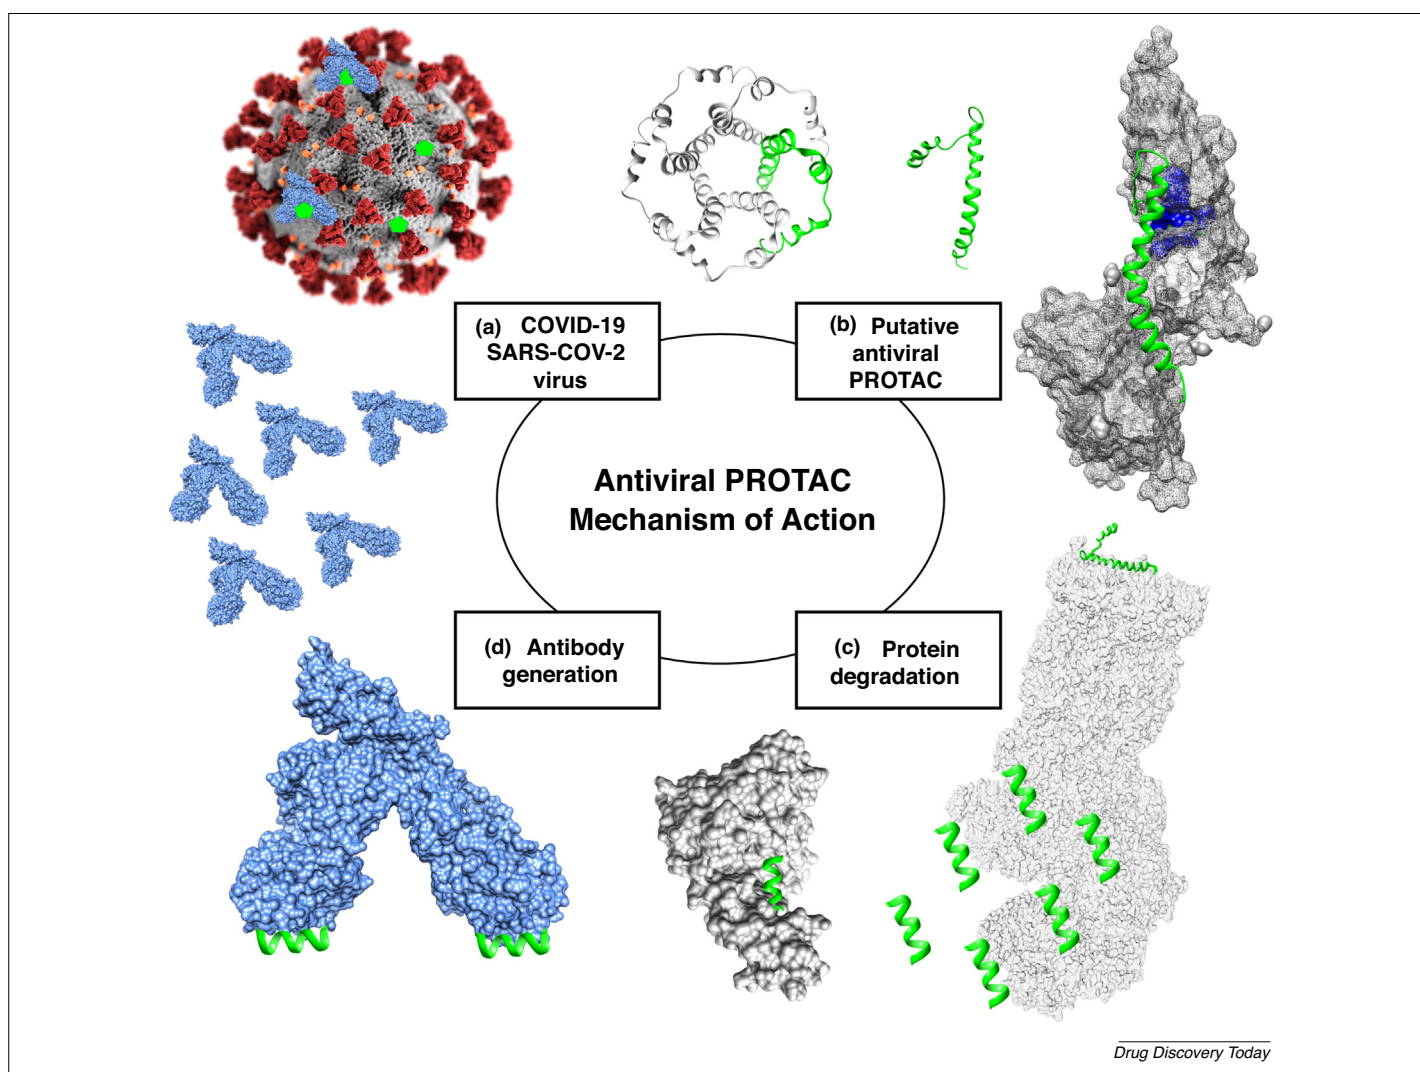 (a) COVID-19
SARS-COV-2
virus
(b) Putative
antiviral
PROTAC
Antiviral PROTAC
Mechanism of Action
(d) Antibody
generation
(c) Protein
degradation
Drug Discovery Today